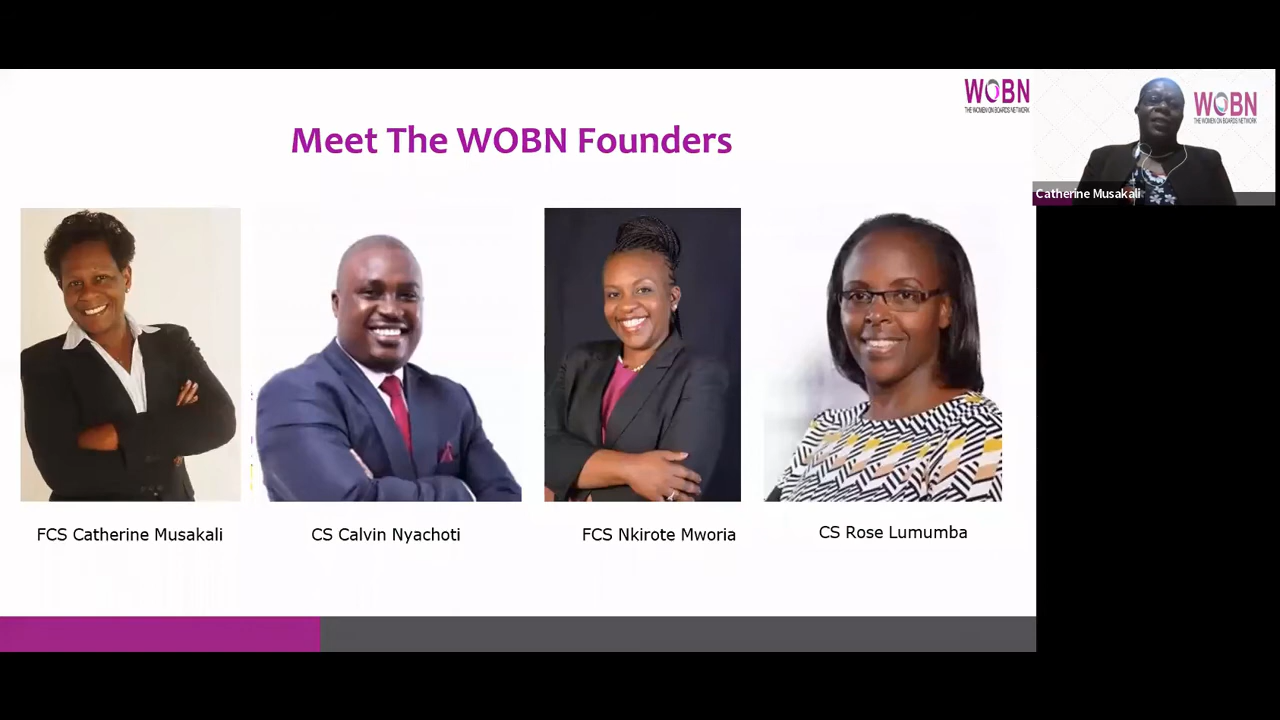 WOBN
THE WOMEN ON BOARDS NETWORK
Meet The WOBN Founders
FCS Catherine Musakali
CS Calvin Nyachoti
FCS Nkirote Mworia
CS Rose Lumumba
WOBN
THE WOMEN ON BOARDS NETWORK
Catherine Musakali